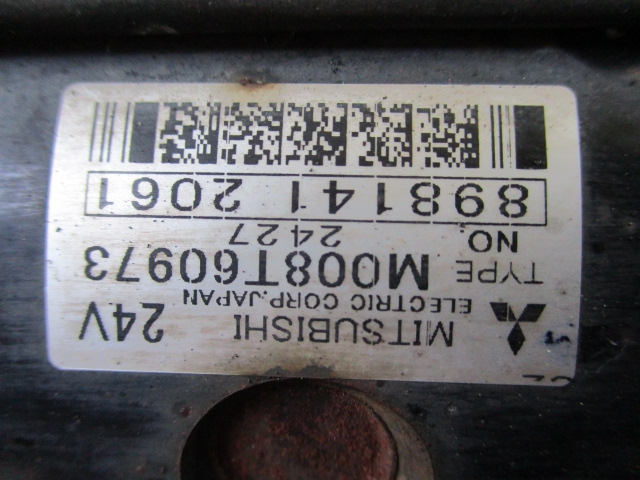 MITSUBISHI 24V
ELECTRIC CORP. JAPAN
TYPE M008T60973
NO 2427
898141 2061